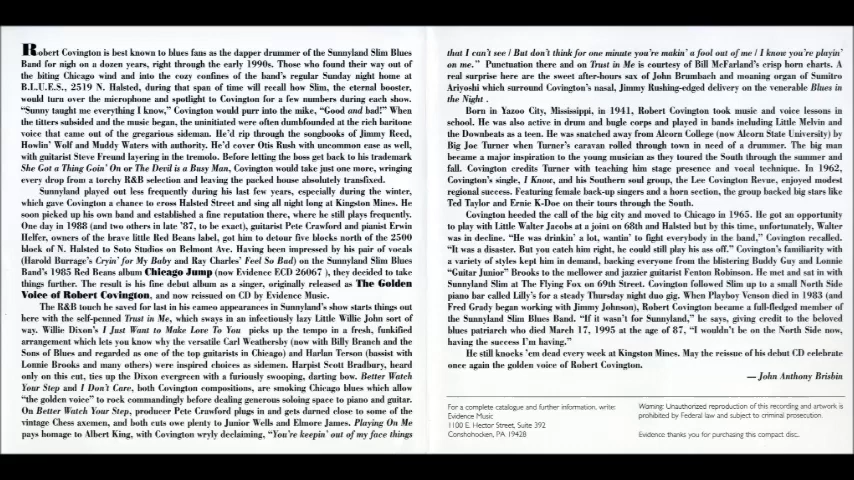 Robert Covington is best known to blues fans as the dapper drummer of the Sunnyland Slim Blues
Band for nigh on a dozen years, right through the early 1990s. Those who found their way out of
the biting Chicago wind and into the cozy confines of the band's regular Sunday night home at
B.L.U.E.S., 2519 N. Halsted, during that span of time will recall how Slim, the eternal booster,
would turn over the microphone and spotlight to Covington for a few numbers during each show.
"Sunny taught me everything I know," Covington would purr into the mike, "Good and bad!" When
the titters subsided and the music began, the uninitiated were often dumbfounded at the rich baritone
voice that came out of the gregarious sideman. He'd rip through the songbooks of Jimmy Reed,
Howlin' Wolf and Muddy Waters with authority. He'd cover Otis Rush with uncommon ease as well,
with guitarist Steve Freund layering in the tremolo. Before letting the boss get back to his trademark
She Got a Thing Goin' On or The Devil is a Busy Man, Covington would take just one more, wringing
every drop from a torchy R&B selection and leaving the packed house absolutely transfixed.
Sunnyland played out less frequently during his last few years, especially during the winter,
which gave Covington a chance to cross Halsted Street and sing all night long at Kingston Mines. He
soon picked up his own band and established a fine reputation there, where he still plays frequently.
One day in 1988 (and two others in late '87, to be exact), guitarist Pete Crawford and pianist Erwin
Helfer, owners of the brave little Red Beans label, got him to detour five blocks north of the 2500
block of N. Halsted to Soto Studios on Belmont Ave. Having been impressed by his pair of vocals
(Harold Burrage's Cryin' for My Baby and Ray Charles' Feel So Bad) on the Sunnyland Slim Blues
Band's 1985 Red Beans album Chicago Jump (now Evidence ECD 26067 ), they decided to take
things further. The result is his fine debut album as a singer, originally released as The Golden
Voice of Robert Covington, and now reissued on CD by Evidence Music.
The R&B touch he saved for last in his cameo appearances in Sunnyland's show starts things out
here with the self-penned Trust in Me, which sways in an infectiously lazy Little Willie John sort of
way. Willie Dixon's I Just Want to Make Love To You picks up the tempo in a fresh, funkified
arrangement which lets you know why the versatile Carl Weathersby (now with Billy Branch and the
Sons of Blues and regarded as one of the top guitarists in Chicago) and Harlan Terson (bassist with
Lonnie Brooks and many others) were inspired choices as sidemen. Harpist Scott Bradbury, heard
only on this cut, ties up the Dixon evergreen with a furiously swooping, darting bow. Better Watch
Your Step and I Don't Care, both Covington compositions, are smoking Chicago blues which allow
"the golden voice" to rock commandingly before dealing generous soloing space to piano and guitar.
On Better Watch Your Step, producer Pete Crawford plugs in and gets darned close to some of the
vintage Chess axemen, and both cuts owe plenty to Junior Wells and Elmore James. Playing On Me
pays homage to Albert King, with Covington wryly declaiming, "You're keepin' out of my face things
that I can't see / But don't think for one minute you're makin' a fool out of me / I know you're playin'
on me." Punctuation there and on Trust in Me is courtesy of Bill McFarland's crisp horn charts. A
real surprise here are the sweet after-hours sax of John Brumbach and moaning organ of Sumitro
Ariyoshi which surround Covington's nasal, Jimmy Rushing-edged delivery on the venerable Blues in
the Night .
Born in Yazoo City, Mississippi, in 1941, Robert Covington took music and voice lessons in
school. He was also active in drum and bugle corps and played in bands including Little Melvin and
the Downbeats as a teen. He was snatched away from Alcorn College (now Alcorn State University) by
Big Joe Turner when Turner's caravan rolled through town in need of a drummer. The big man
became a major inspiration to the young musician as they toured the South through the summer and
fall. Covington credits Turner with teaching him stage presence and vocal technique. In 1962,
Covington's single, I Know, and his Southern soul group, the Lee Covington Revue, enjoyed modest
regional success. Featuring female back-up singers and a horn section, the group backed big stars like
Ted Taylor and Ernie K-Doe on their tours through the South.
Covington heeded the call of the big city and moved to Chicago in 1965. He got an opportunity
to play with Little Walter Jacobs at a joint on 68th and Halsted but by this time, unfortunately, Walter
was in decline. "He was drinkin' a lot, wantin' to fight everybody in the band," Covington recalled.
"It was a disaster. But you catch him right, he could still play his ass off." Covington's familiarity with
a variety of styles kept him in demand, backing everyone from the blistering Buddy Guy and Lonnie
"Guitar Junior" Brooks to the mellower and jazzier guitarist Fenton Robinson. He met and sat in with
Sunnyland Slim at The Flying Fox on 69th Street. Covington followed Slim up to a small North Side
piano bar called Lilly's for a steady Thursday night duo gig. When Playboy Venson died in 1983 (and
Fred Grady began working with Jimmy Johnson), Robert Covington became a full-fledged member of
the Sunnyland Slim Blues Band. "If it wasn't for Sunnyland," he says, giving credit to the beloved
blues patriarch who died March 17, 1995 at the age of 87, "I wouldn't be on the North Side now,
having the success I'm having."
He still knocks 'em dead every week at Kingston Mines. May the reissue of his debut CD celebrate
once again the golden voice of Robert Covington.
— John Anthony Brisbin
For a complete catalogue and further information, write:
Evidence Music
1100 E. Hector Street, Suite 392
Conshohocken, PA 19428
Warning: Unauthorized reproduction of this recording and artwork is
prohibited by Federal law and subject to criminal prosecution.
Evidence thanks you for purchasing this compact disc.